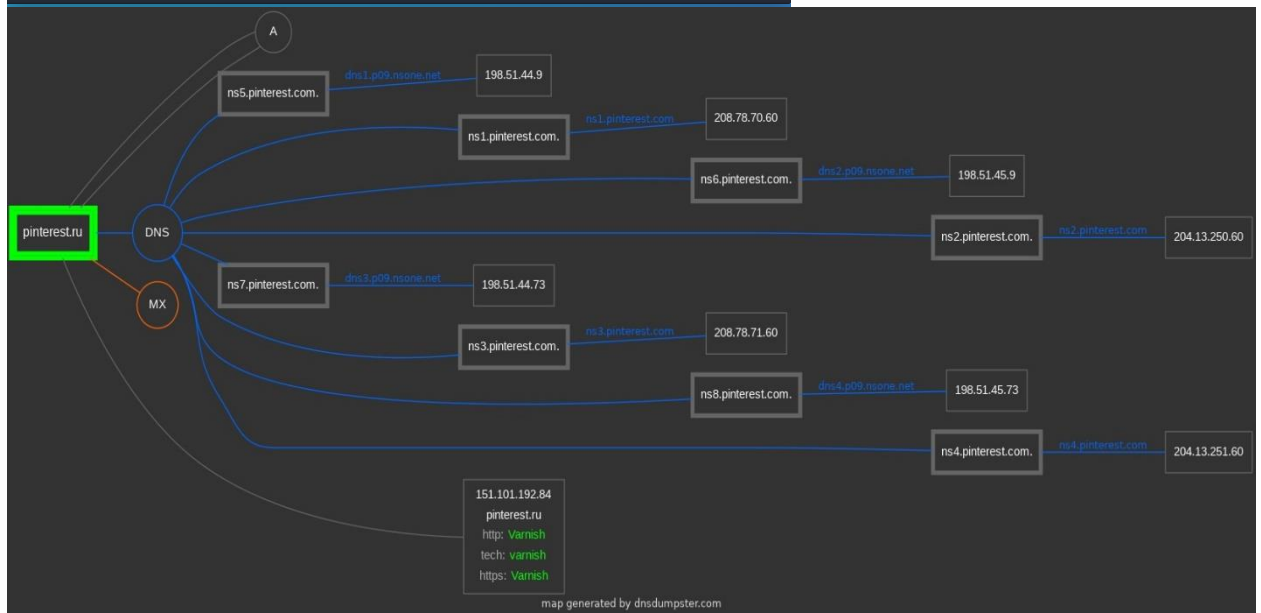 A
ns5.pinterest.com.
dns1.p09.nsone.net
198.51.44.9
ns1.pinterest.com.
ns1.pinterest.com
208.78.70.60
ns6.pinterest.com.
dns2.p09.nsone.net
198.51.45.9
pinterest.ru
DNS
ns2.pinterest.com.
ns2.pinterest.com
204.13.250.60
ns7.pinterest.com.
dns3.p09.nsone.net
198.51.44.73
MX
ns3.pinterest.com.
ns3.pinterest.com
208.78.71.60
ns8.pinterest.com.
dns4.p09.nsone.net
198.51.45.73
ns4.pinterest.com.
ns4.pinterest.com
204.13.251.60
151.101.192.84
pinterest.ru
http: Varnish
tech: varnish
https: Varnish
map generated by dnsdumpster.com